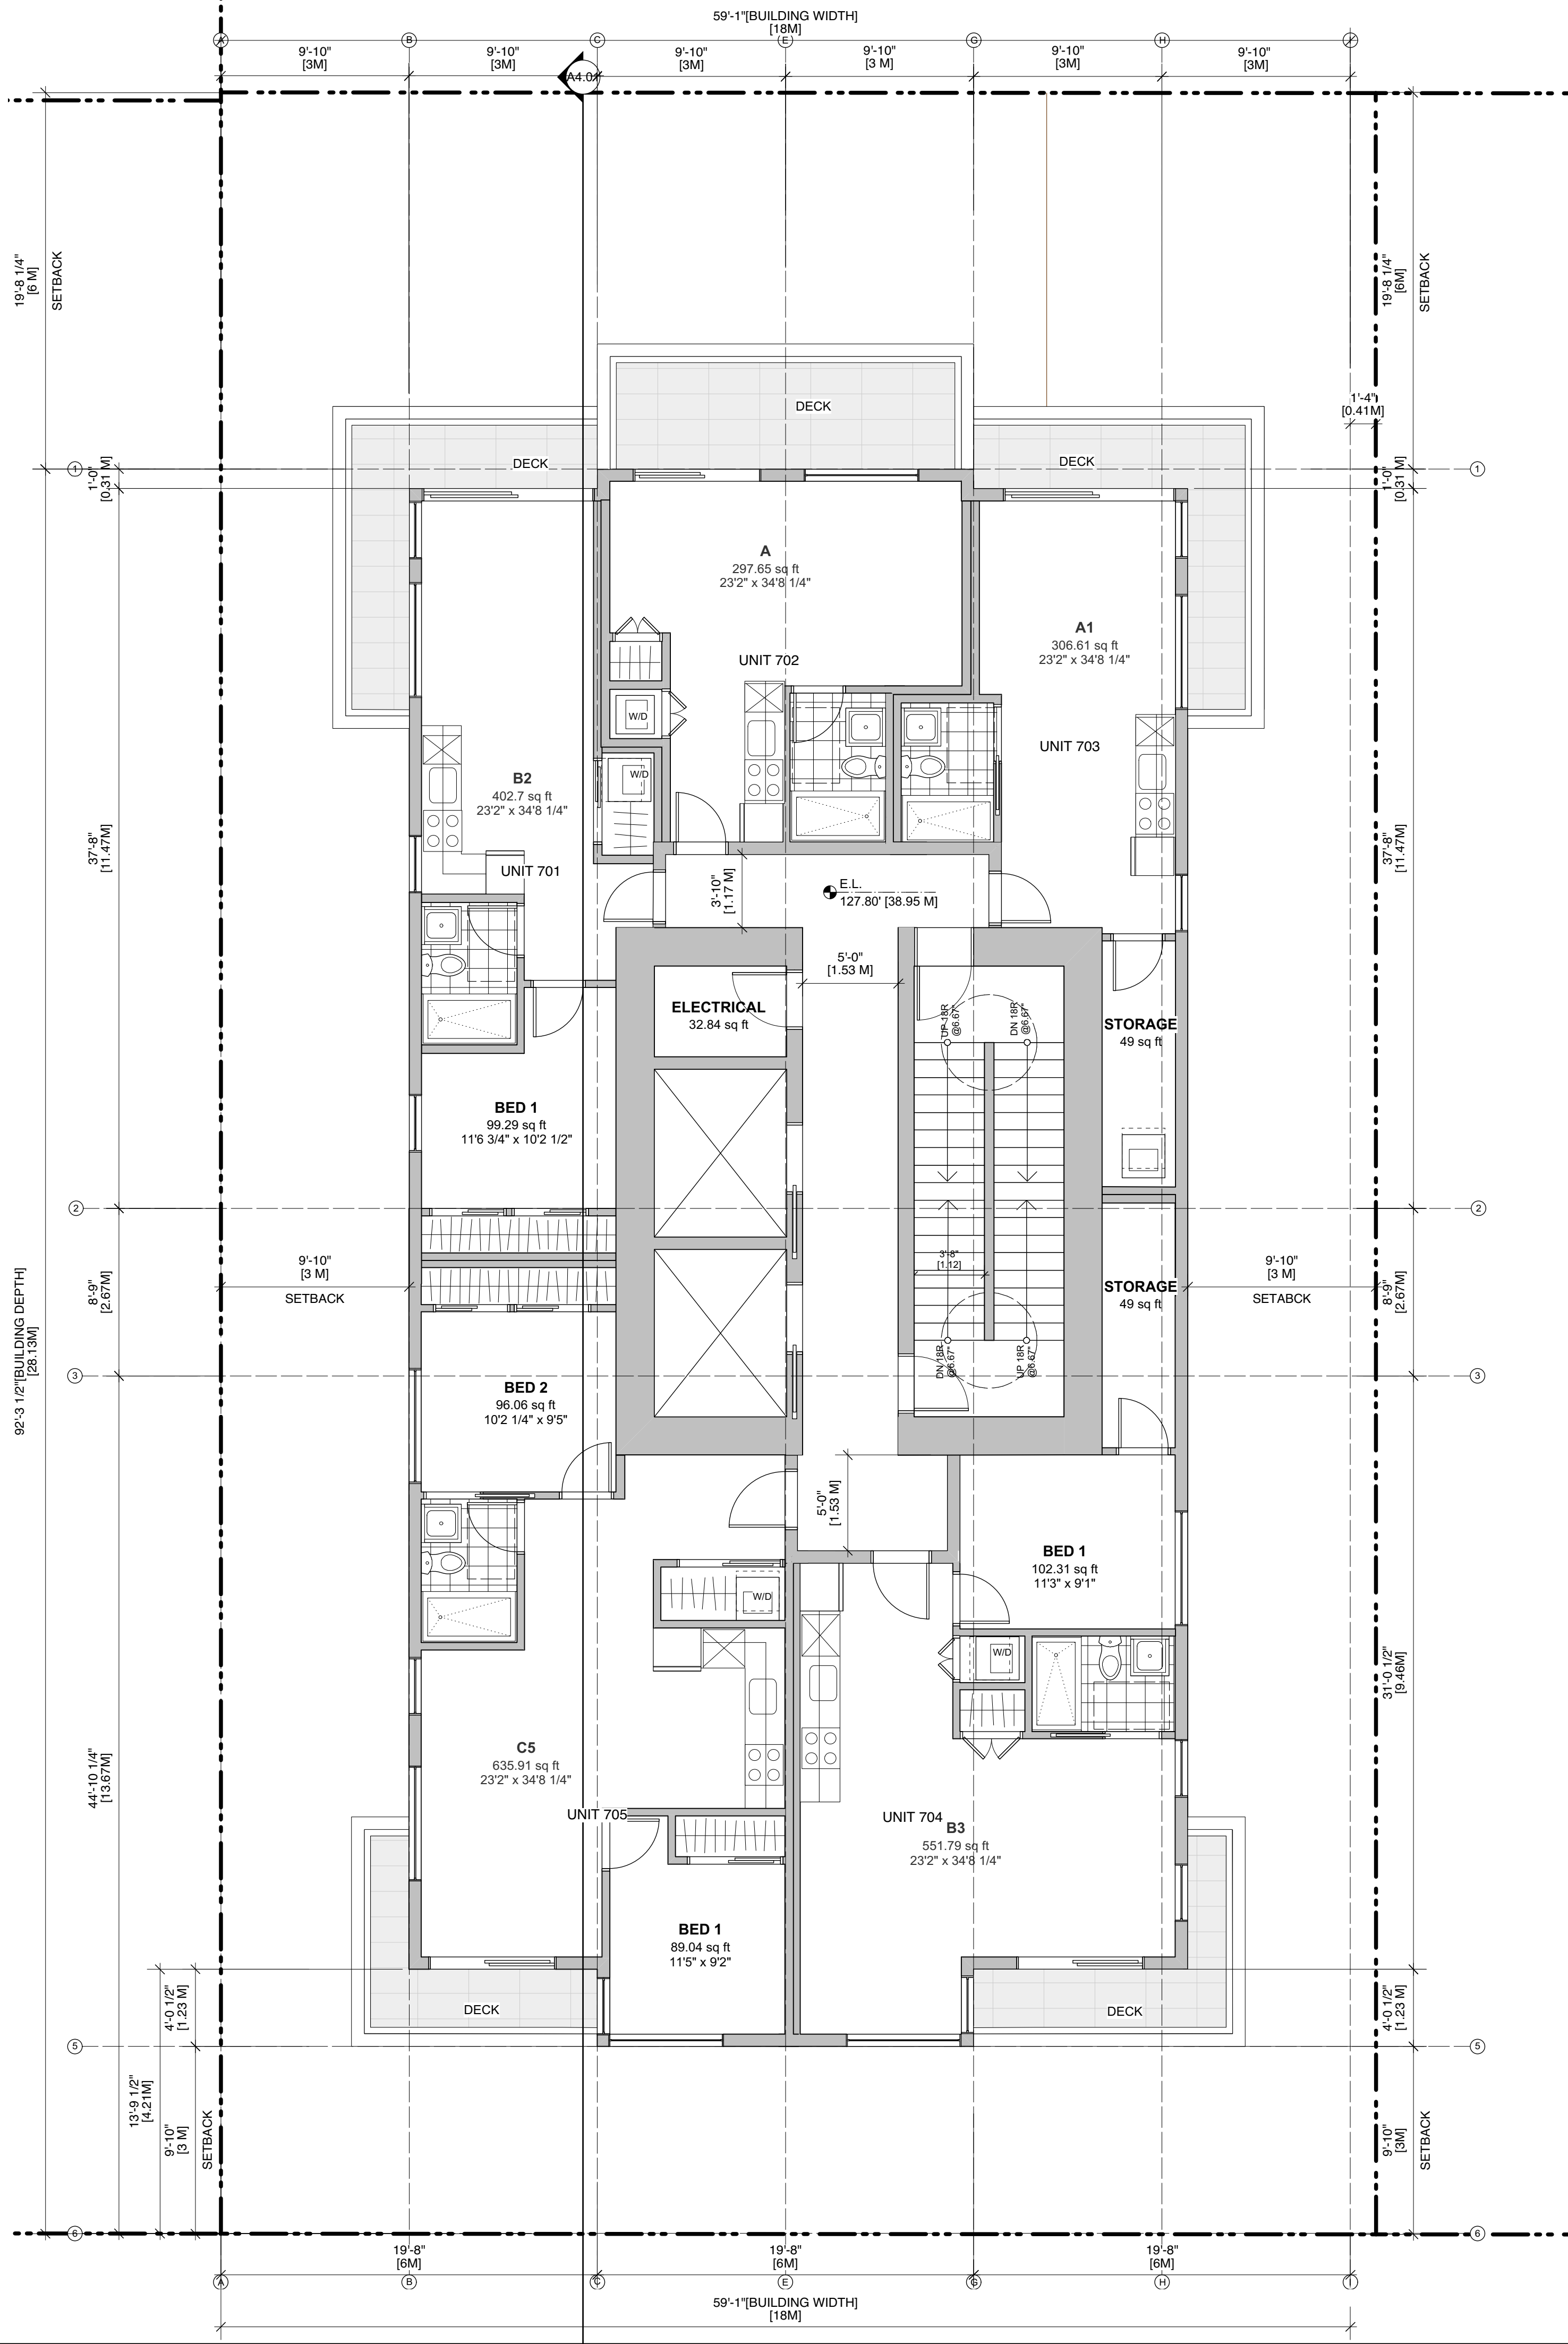 59'-1"[BUILDING WIDTH]
[18M]
A B C E G H
9'-10"
[3M]
9'-10"
[3M]
9'-10"
[3M]
9'-10"
[3 M]
9'-10"
[3M]
9'-10"
[3M]
A4.01
19'-8 1/4"
[6 M]
SETBACK
19'-8 1/4"
[6M]
SETBACK
1'-4"
[0.41M]
DECK
DECK
DECK
1
1
1'-0"
[0.31 M]
1'-0"
[0.31 M]
A
297.65 sq ft
23'2" x 34'8 1/4"
UNIT 702
A1
306.61 sq ft
23'2" x 34'8 1/4"
UNIT 703
W/D
W/D
B2
402.7 sq ft
23'2" x 34'8 1/4"
UNIT 701
37'-8"
[11.47M]
37'-8"
[11.47M]
3'-10"
[1.17 M]
E.L.
127.80' [38.95 M]
5'-0"
[1.53 M]
ELECTRICAL
32.84 sq ft
UP 18R
@6.67"
DN 18R
@6.67"
STORAGE
49 sq ft
BED 1
99.29 sq ft
11'6 3/4" x 10'2 1/2"
2
2
9'-10"
[3 M]
SETBACK
3'-8"
[1.12]
STORAGE
49 sq ft
9'-10"
[3 M]
SETABCK
8'-9"
[2.67M]
8'-9"
[2.67M]
92'-3 1/2"[BUILDING DEPTH]
[28.13M]
DN 18R
@6.67"
UP 18R
@6.67"
3
3
BED 2
96.06 sq ft
10'2 1/4" x 9'5"
5'-0"
[1.53 M]
BED 1
102.31 sq ft
11'3" x 9'1"
W/D
W/D
31'-0 1/2"
[9.46M]
44'-10 1/4"
[13.67M]
C5
635.91 sq ft
23'2" x 34'8 1/4"
UNIT 705
UNIT 704
B3
551.79 sq ft
23'2" x 34'8 1/4"
BED 1
89.04 sq ft
11'5" x 9'2"
DECK
DECK
4'-0 1/2"
[1.23 M]
4'-0 1/2"
[1.23 M]
5
5
13'-9 1/2"
[4.21M]
9'-10"
[3 M]
SETBACK
9'-10"
[3M]
SETBACK
6
6
19'-8"
[6M]
19'-8"
[6M]
19'-8"
[6M]
A B C E G H I
59'-1"[BUILDING WIDTH]
[18M]